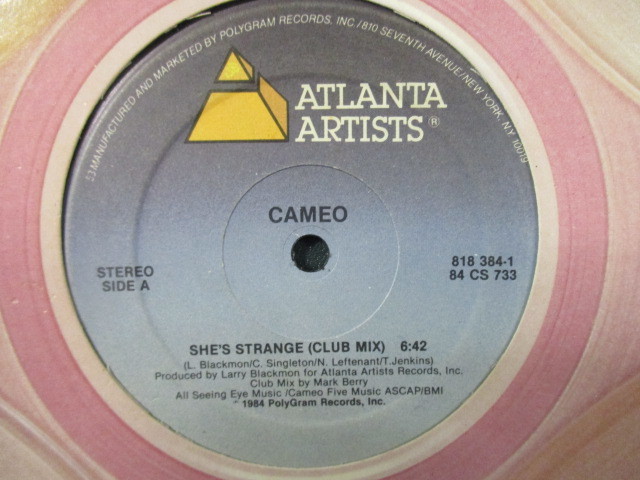 53 MANUFACTURED AND MARKETED BY POLYGRAM RECORDS, INC./810 SEVENTH AVENUE/NEW YORK, NY 10019
ATLANTA
ARTISTS®
CAMEO
STEREO
SIDE A
818 384-1
84 CS 733
SHE'S STRANGE (CLUB MIX) 6:42
(L. Blackmon/C. Singleton/N. Leftenant/T.Jenkins)
Produced by Larry Blackmon for Atlanta Artists Records, Inc.
Club Mix by Mark Berry
All Seeing Eye Music /Cameo Five Music ASCAP/BMI
℗ 1984 PolyGram Records, Inc.